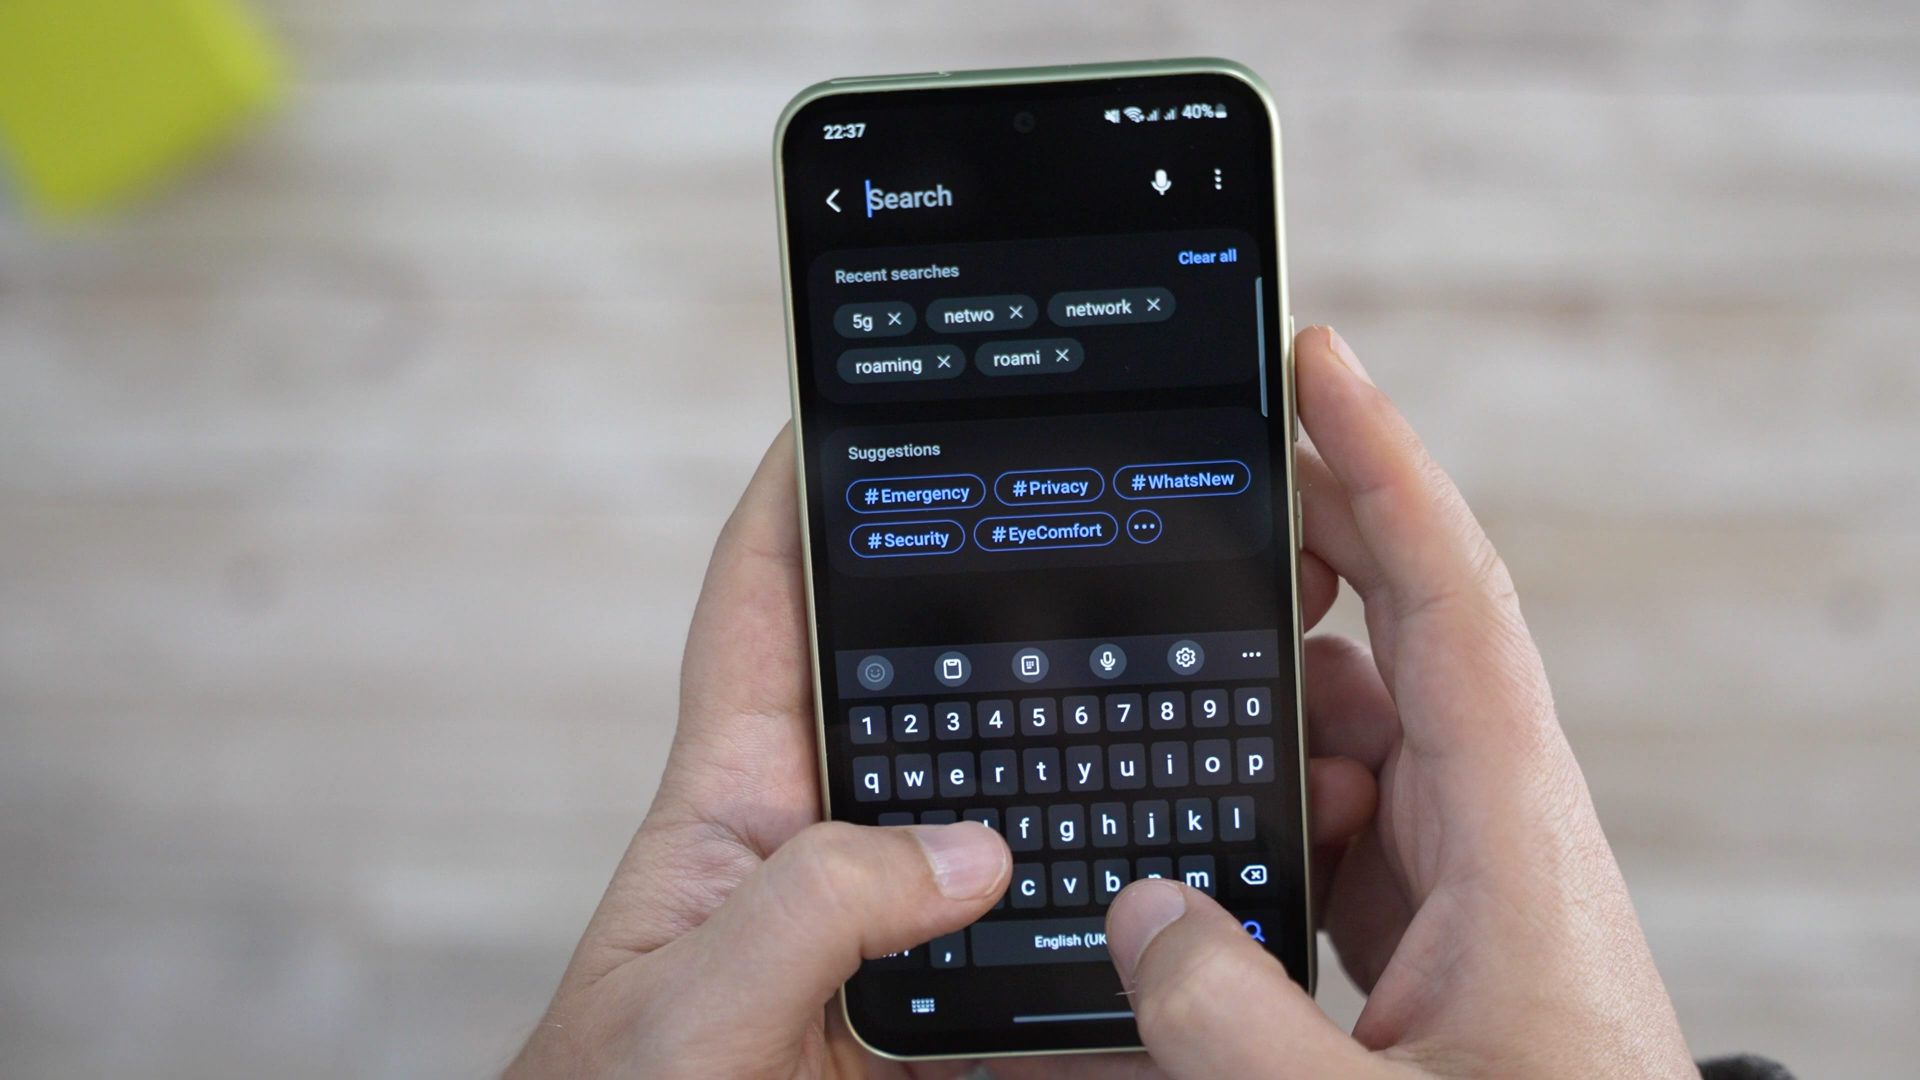 22:37 40%
Search
Recent searches Clear all
5g netwo network
roaming roami
Suggestions
#Emergency #Privacy #WhatsNew
#Security #EyeComfort
1 2 3 4 5 6 7 8 9 0
q w e r t y u i o p
f g h j k l
c v b m
, English (UK